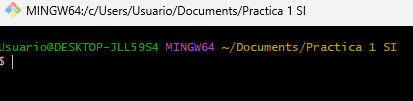 MINGW64:/c/Users/Usuario/Documents/Practica 1 SI
Usuario@DESKTOP-JLL59S4 MINGW64 ~/Documents/Practica 1 SI
$